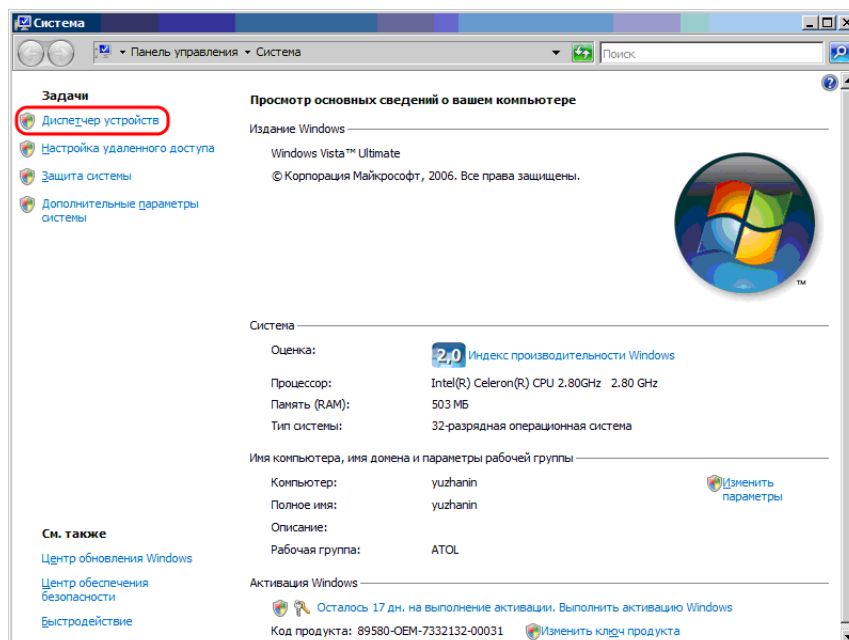 Система
Панель управления Система
Поиск
Задачи
Диспетчер устройств
Настройка удаленного доступа
Защита системы
Дополнительные параметры
системы
Просмотр основных сведений о вашем компьютере
Издание Windows
Windows Vista™ Ultimate
© Корпорация Майкрософт, 2006. Все права защищены.
TM
Система
Оценка:
2,0 Индекс производительности Windows
Процессор: Intel(R) Celeron(R) CPU 2.80GHz 2.80 GHz
Память (RAM): 503 МБ
Тип системы: 32-разрядная операционная система
Имя компьютера, имя домена и параметры рабочей группы
Компьютер: yuzhanin
Изменить
параметры
Полное имя: yuzhanin
Описание:
Рабочая группа: ATOL
См. также
Центр обновления Windows
Центр обеспечения
безопасности
Быстродействие
Активация Windows
Осталось 17 дн. на выполнение активации. Выполнить активацию Windows
Код продукта: 89580-OEM-7332132-00031 Изменить ключ продукта